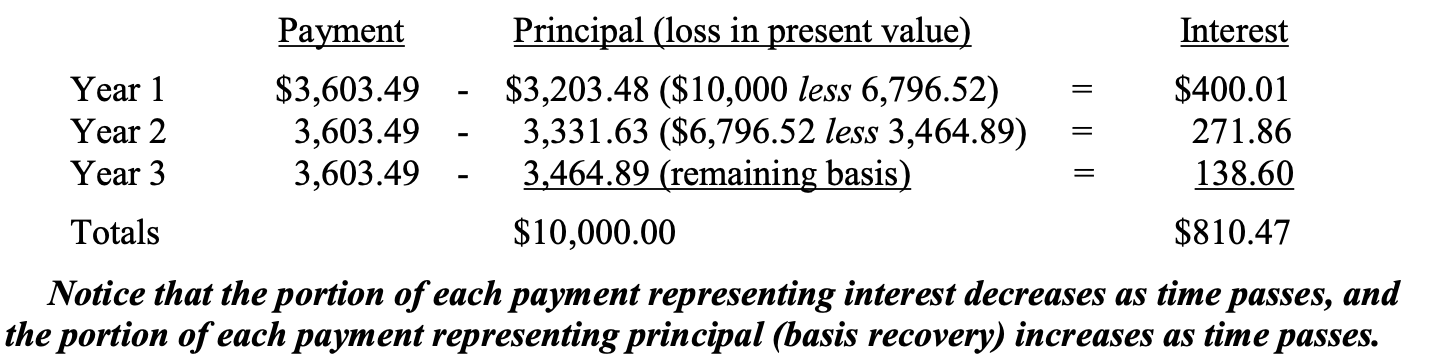 Payment Principal (loss in present value) Interest
Year 1 $3,603.49 - $3,203.48 ($10,000 less 6,796.52) = $400.01
Year 2 3,603.49 - 3,331.63 ($6,796.52 less 3,464.89) = 271.86
Year 3 3,603.49 - 3,464.89 (remaining basis) = 138.60
Totals $10,000.00 $810.47
Notice that the portion of each payment representing interest decreases as time passes, and
the portion of each payment representing principal (basis recovery) increases as time passes.